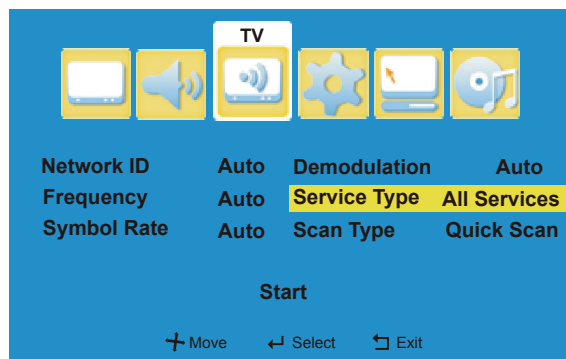 TV
Network ID Auto Demodulation Auto
Frequency Auto Service Type All Services
Symbol Rate Auto Scan Type Quick Scan
Start
Move Select Exit